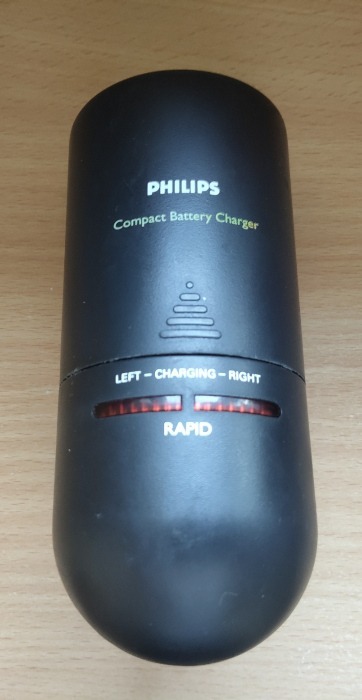 PHILIPS
Compact Battery Charger
LEFT – CHARGING – RIGHT
RAPID